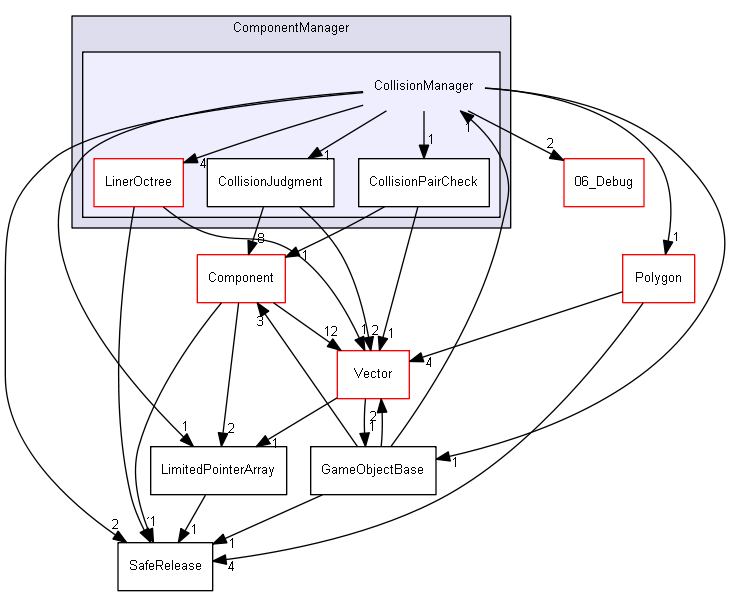 ComponentManager
CollisionManager
1
1
2
4
1
LinerOctree
CollisionJudgment
CollisionPairCheck
06_Debug
8
1
1
Component
Polygon
3
12
1
2
1
4
Vector
1
2
2
1
1
LimitedPointerArray
GameObjectBase
1
2
1
1
1
4
SafeRelease